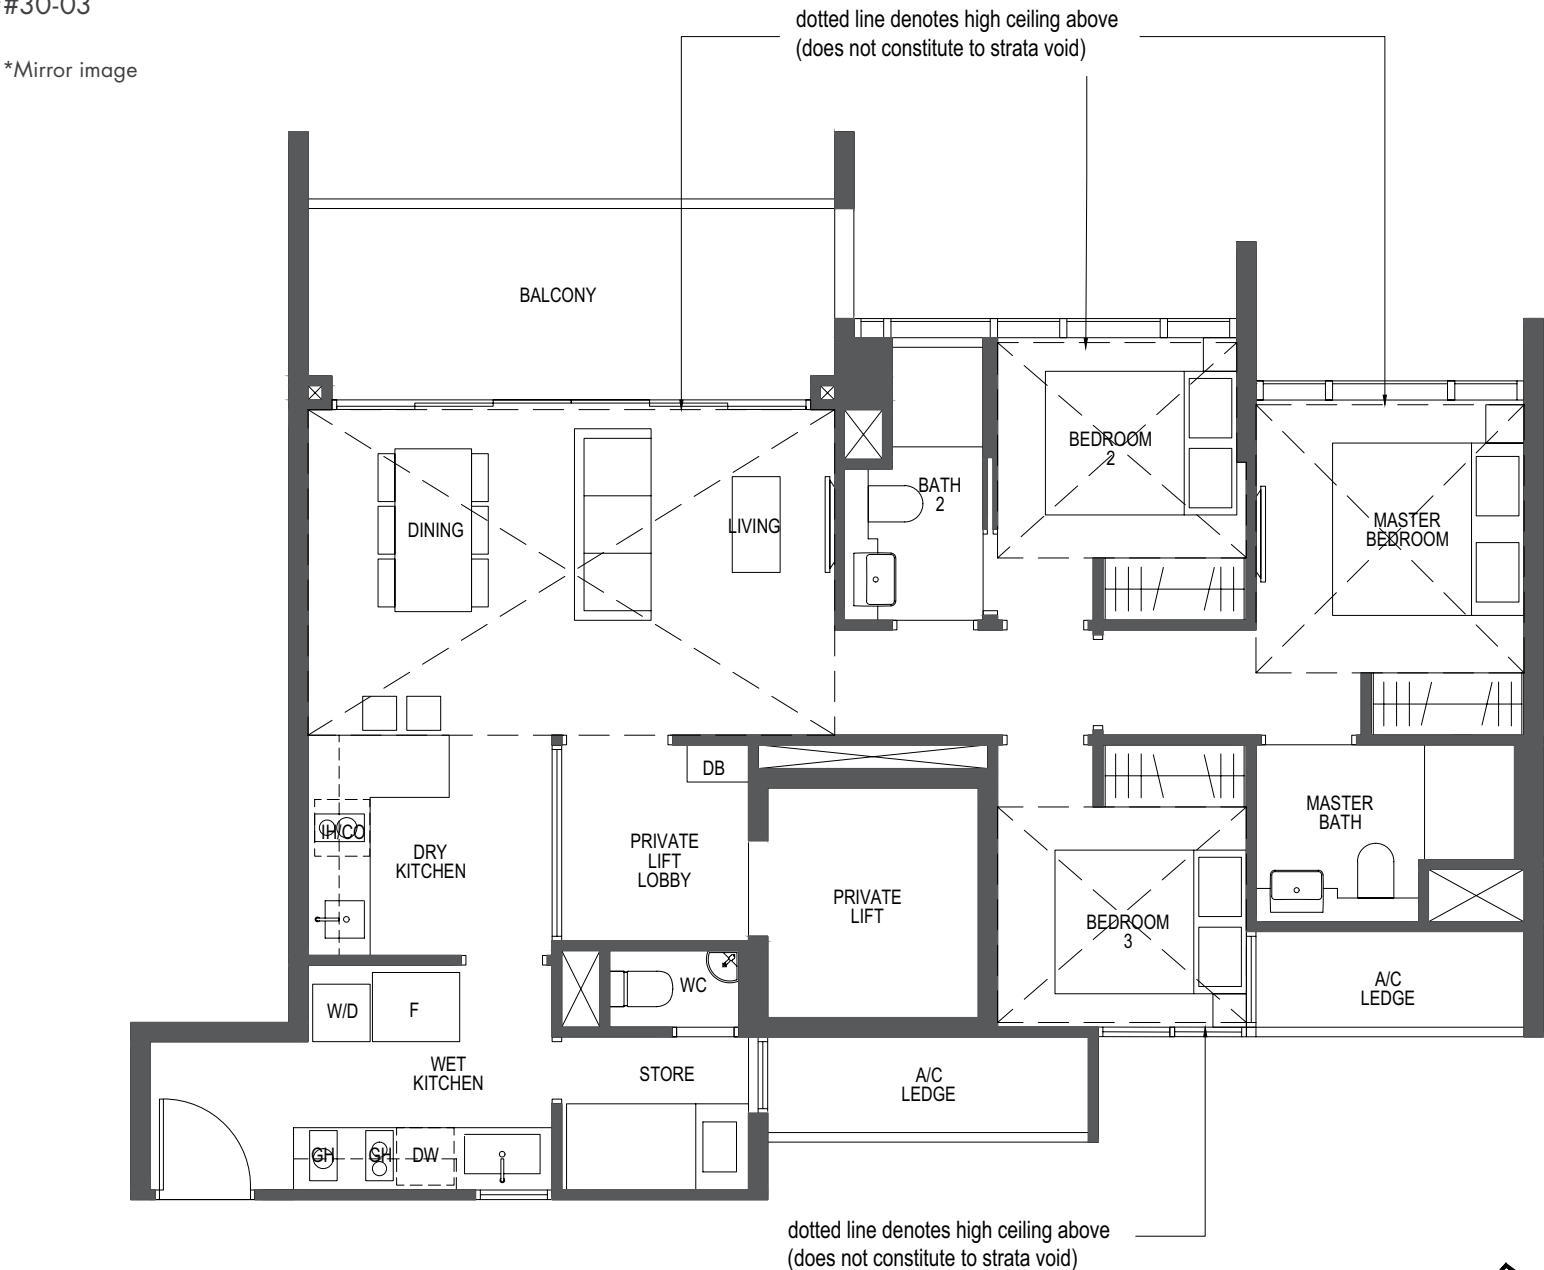 #30-03
*Mirror image
dotted line denotes high ceiling above
(does not constitute to strata void)
BALCONY
DINING
LIVING
BATH
2
BEDROOM
2
MASTER
BEDROOM
DB
IH/CO
DRY
KITCHEN
PRIVATE
LIFT
LOBBY
PRIVATE
LIFT
BEDROOM
3
MASTER
BATH
A/C
LEDGE
W/D
F
WC
WET
KITCHEN
STORE
A/C
LEDGE
GH
GH
DW
dotted line denotes high ceiling above
(does not constitute to strata void)